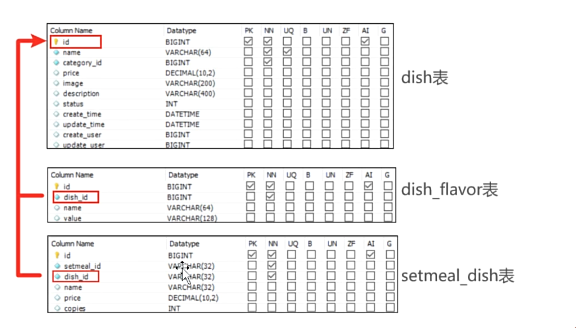 Column Name Datatype PK NN UQ B UN ZF AI G
id BIGINT
name VARCHAR(64)
category_id BIGINT
price DECIMAL(10,2)
image VARCHAR(200)
description VARCHAR(400)
status INT
create_time DATETIME
update_time DATETIME
create_user BIGINT
update_user BIGINT
dish表
Column Name Datatype PK NN UQ B UN ZF AI G
id BIGINT
dish_id BIGINT
name VARCHAR(64)
value VARCHAR(128)
dish_flavor表
Column Name Datatype PK NN UQ B UN ZF AI G
id BIGINT
setmeal_id VARCHAR(32)
dish_id VARCHAR(32)
name VARCHAR(32)
price DECIMAL(10,2)
copies INT
setmeal_dish表